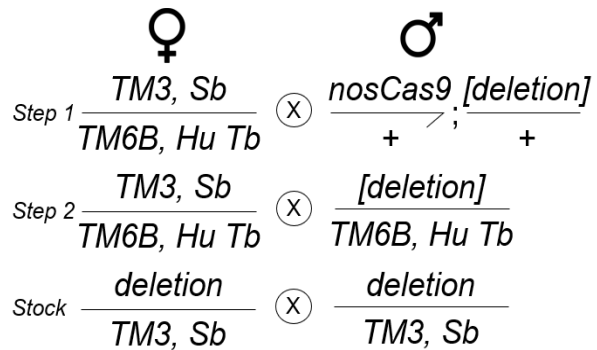 ♀ ♂
Step 1 TM3, Sb / TM6B, Hu Tb X nosCas9 / + ; [deletion] / +
Step 2 TM3, Sb / TM6B, Hu Tb X [deletion] / TM6B, Hu Tb
Stock deletion / TM3, Sb X deletion / TM3, Sb